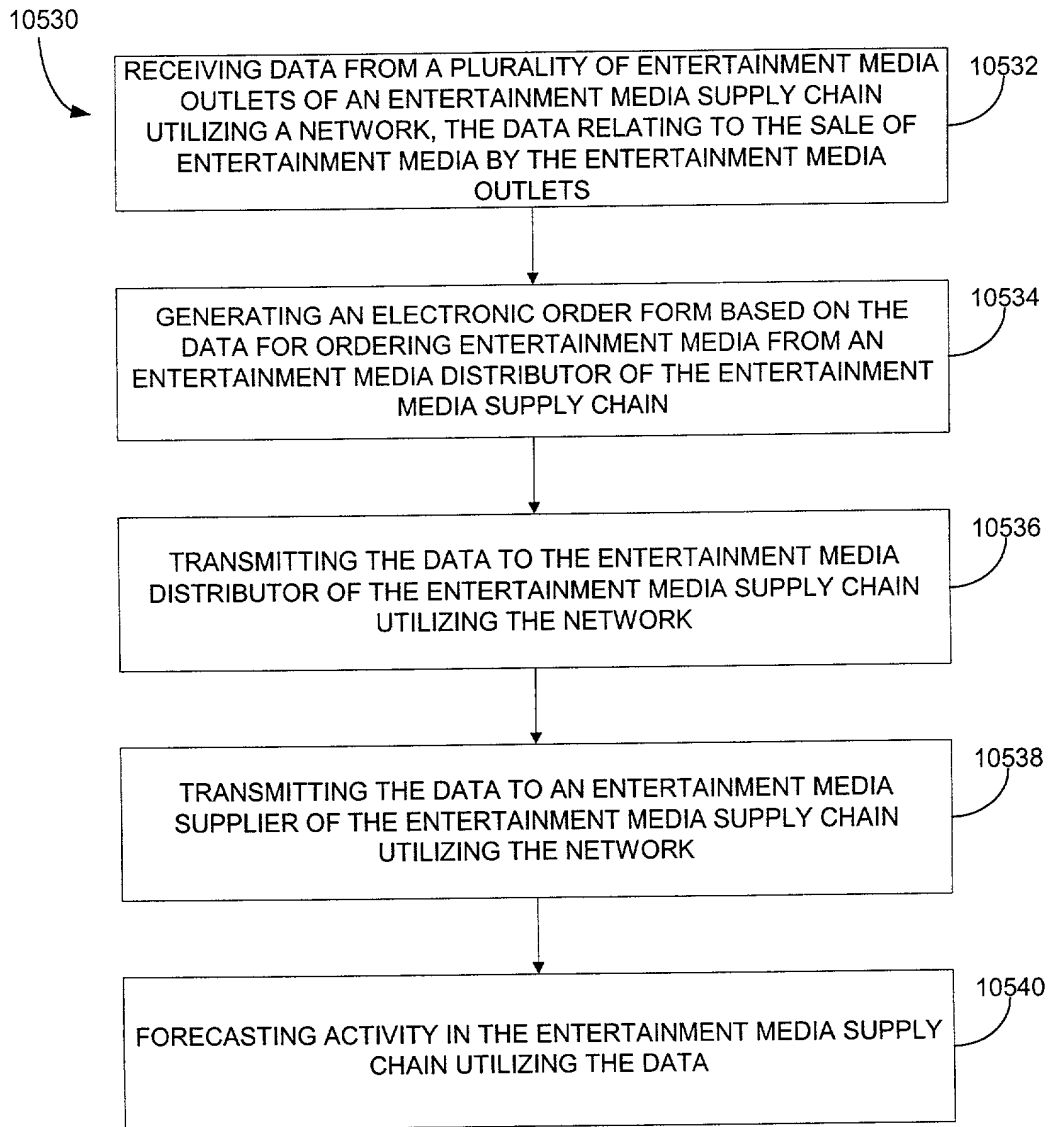 10530
RECEIVING DATA FROM A PLURALITY OF ENTERTAINMENT MEDIA
OUTLETS OF AN ENTERTAINMENT MEDIA SUPPLY CHAIN
UTILIZING A NETWORK, THE DATA RELATING TO THE SALE OF
ENTERTAINMENT MEDIA BY THE ENTERTAINMENT MEDIA
OUTLETS
10532
GENERATING AN ELECTRONIC ORDER FORM BASED ON THE
DATA FOR ORDERING ENTERTAINMENT MEDIA FROM AN
ENTERTAINMENT MEDIA DISTRIBUTOR OF THE ENTERTAINMENT
MEDIA SUPPLY CHAIN
10534
TRANSMITTING THE DATA TO THE ENTERTAINMENT MEDIA
DISTRIBUTOR OF THE ENTERTAINMENT MEDIA SUPPLY CHAIN
UTILIZING THE NETWORK
10536
TRANSMITTING THE DATA TO AN ENTERTAINMENT MEDIA
SUPPLIER OF THE ENTERTAINMENT MEDIA SUPPLY CHAIN
UTILIZING THE NETWORK
10538
FORECASTING ACTIVITY IN THE ENTERTAINMENT MEDIA SUPPLY
CHAIN UTILIZING THE DATA
10540